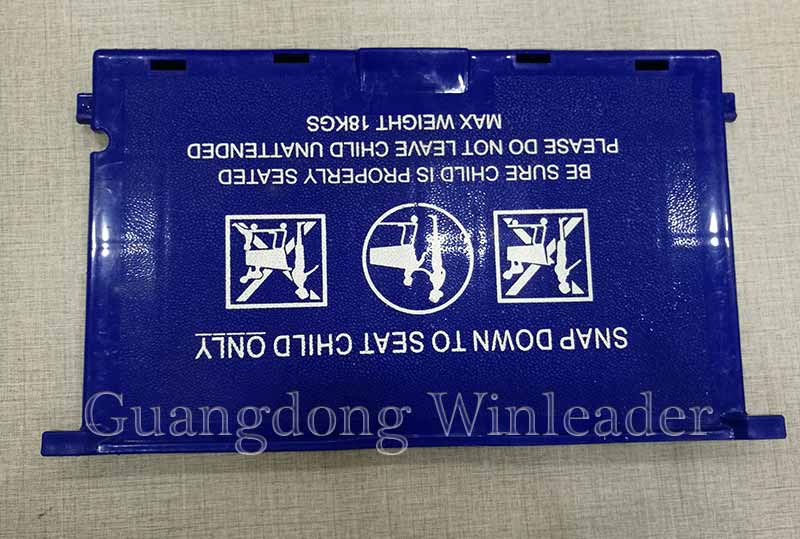 SNAP DOWN TO SEAT CHILD ONLY
BE SURE CHILD IS PROPERLY SEATED
PLEASE DO NOT LEAVE CHILD UNATTENDED
MAX WEIGHT 18KGS
Guangdong Winleader